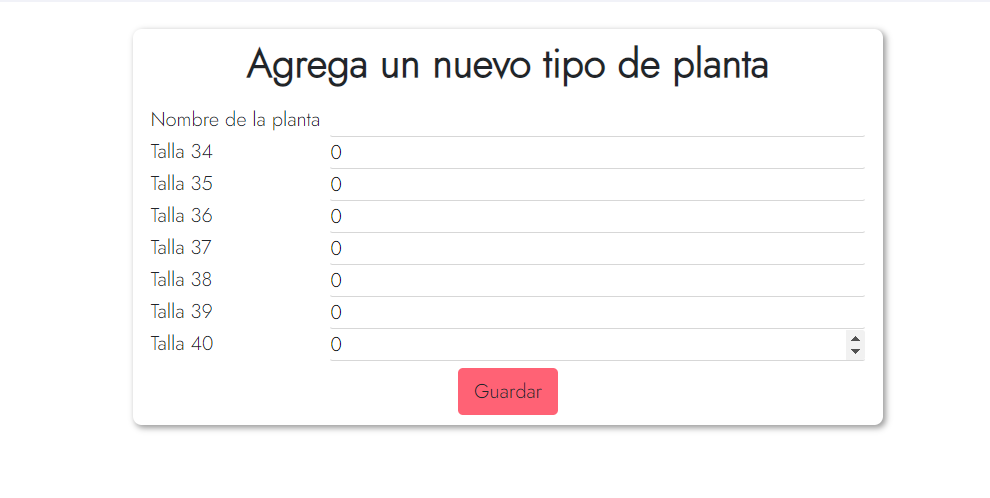 Agrega un nuevo tipo de planta
Nombre de la planta
Talla 34 0
Talla 35 0
Talla 36 0
Talla 37 0
Talla 38 0
Talla 39 0
Talla 40 0
Guardar